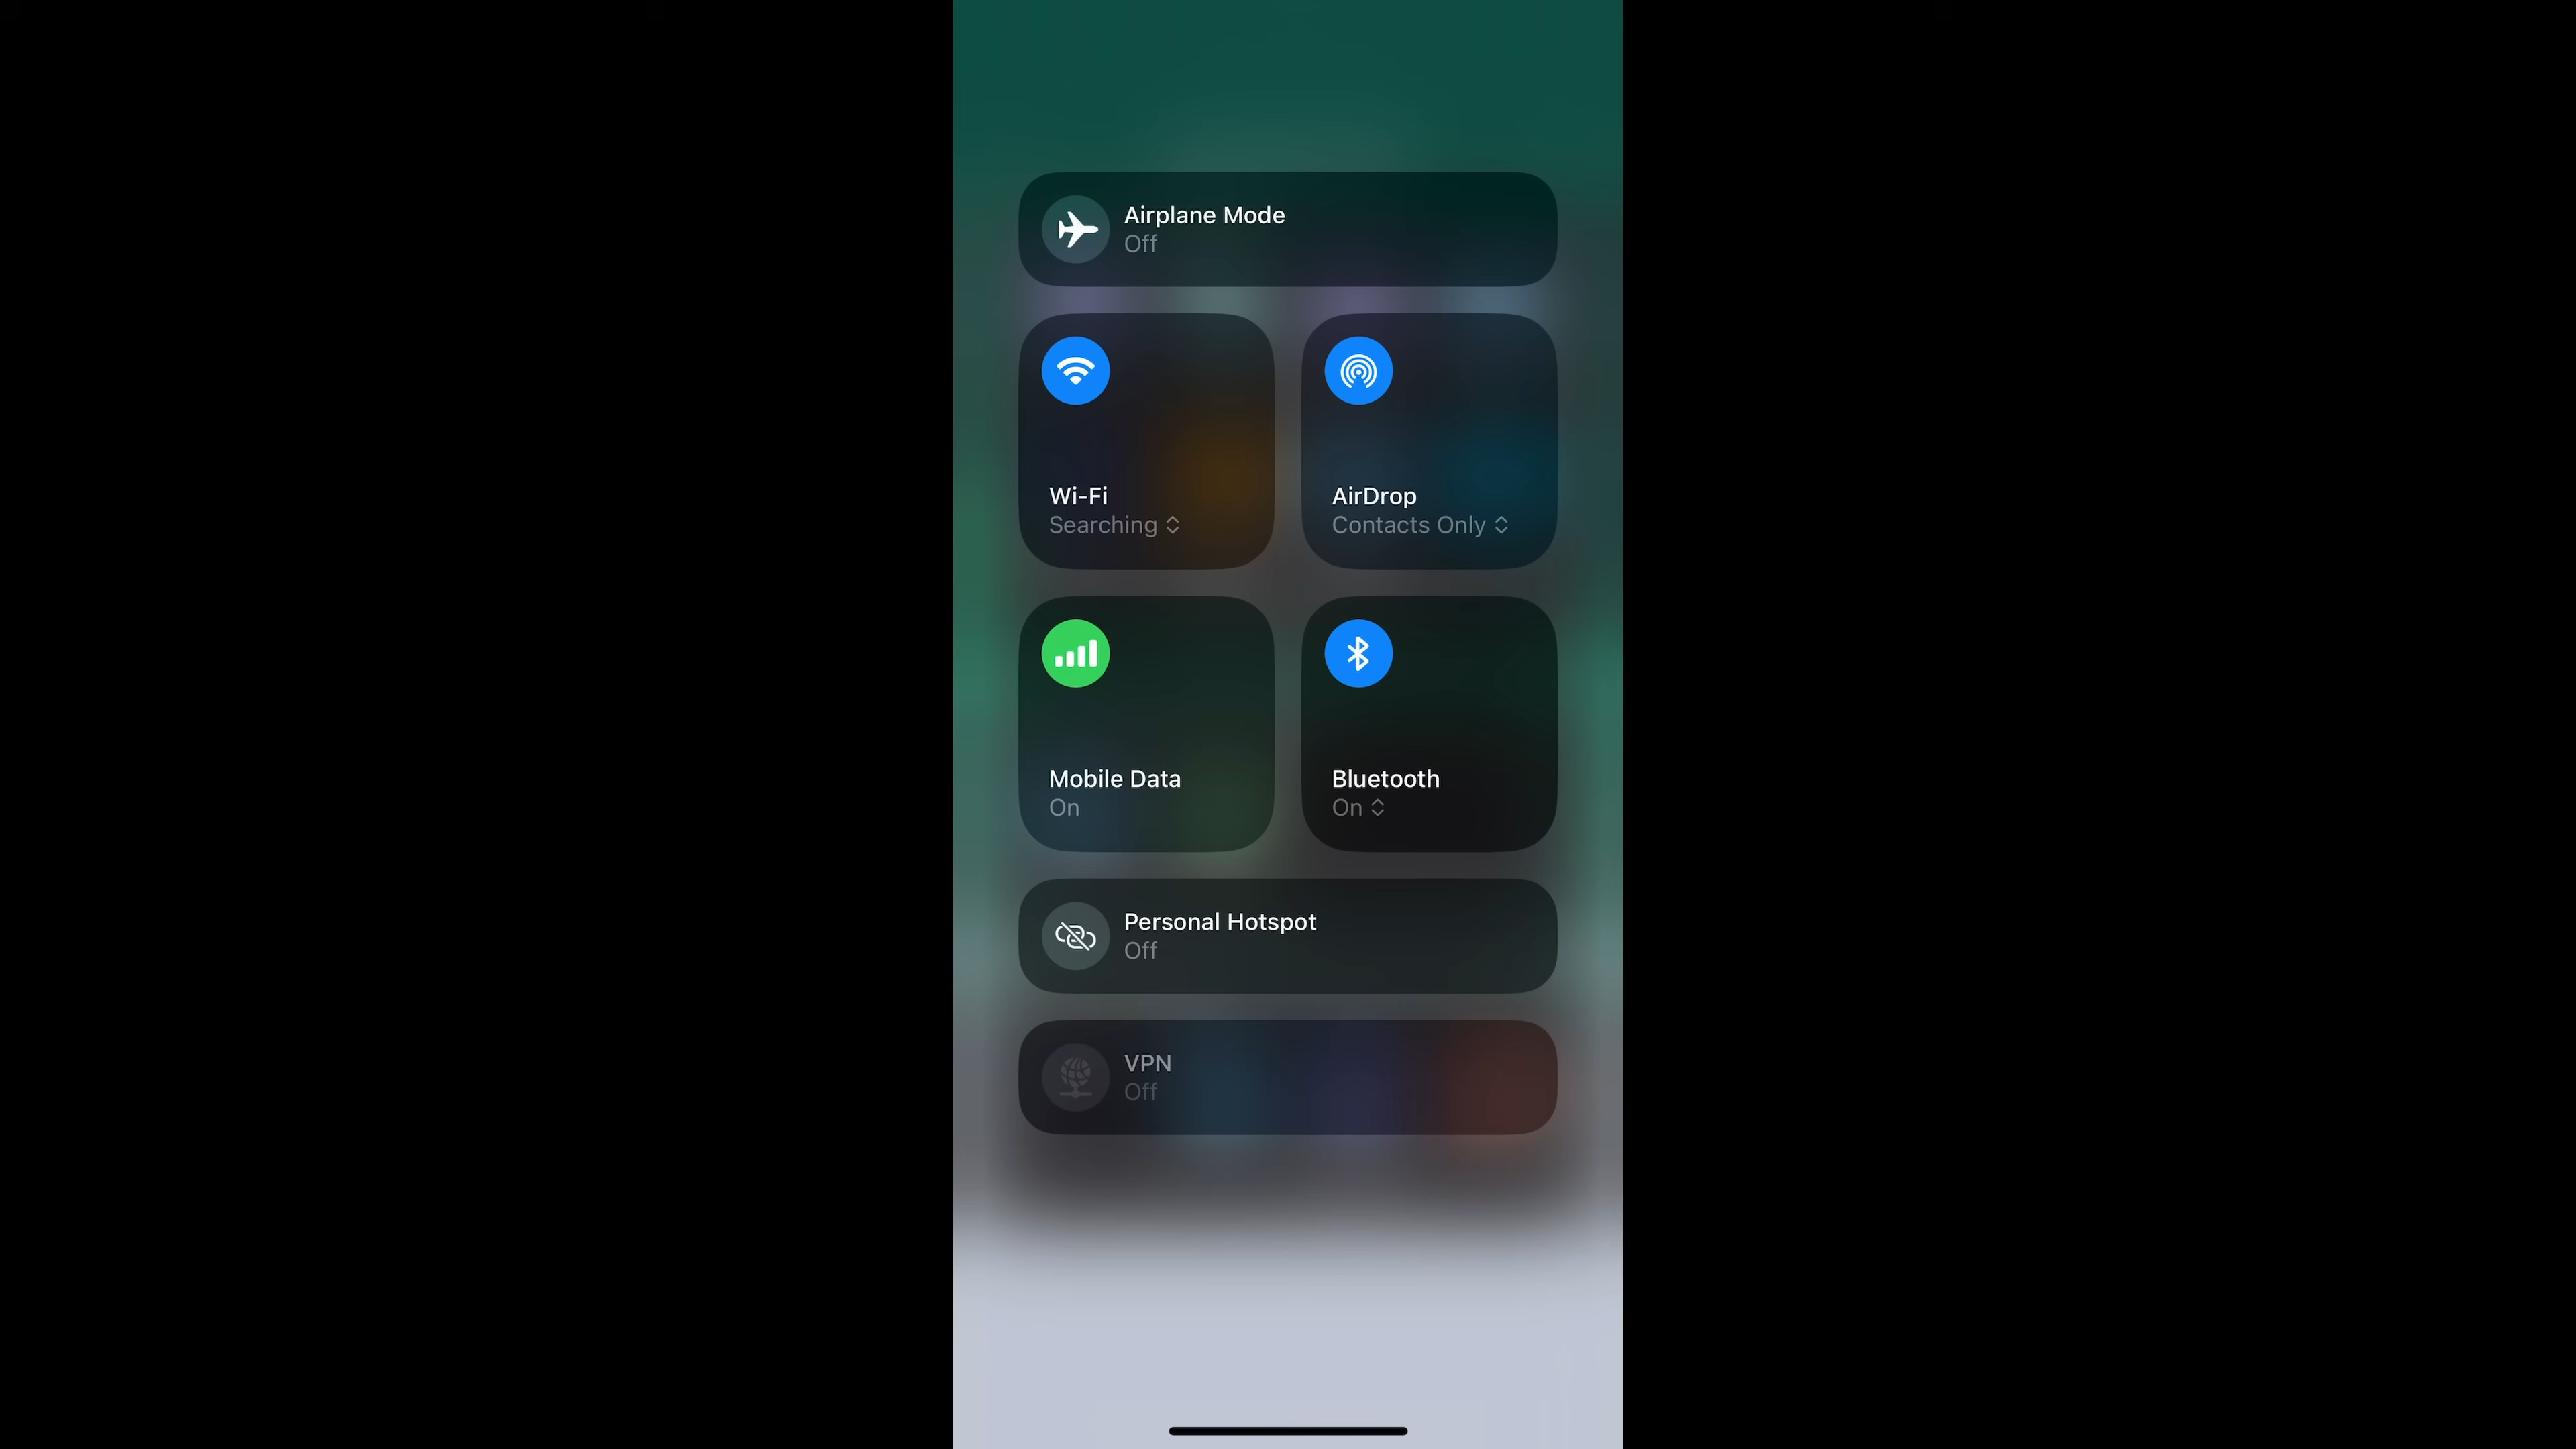 Airplane Mode
Off
Wi-Fi
Searching
AirDrop
Contacts Only
Mobile Data
On
Bluetooth
On
Personal Hotspot
Off
VPN
Off